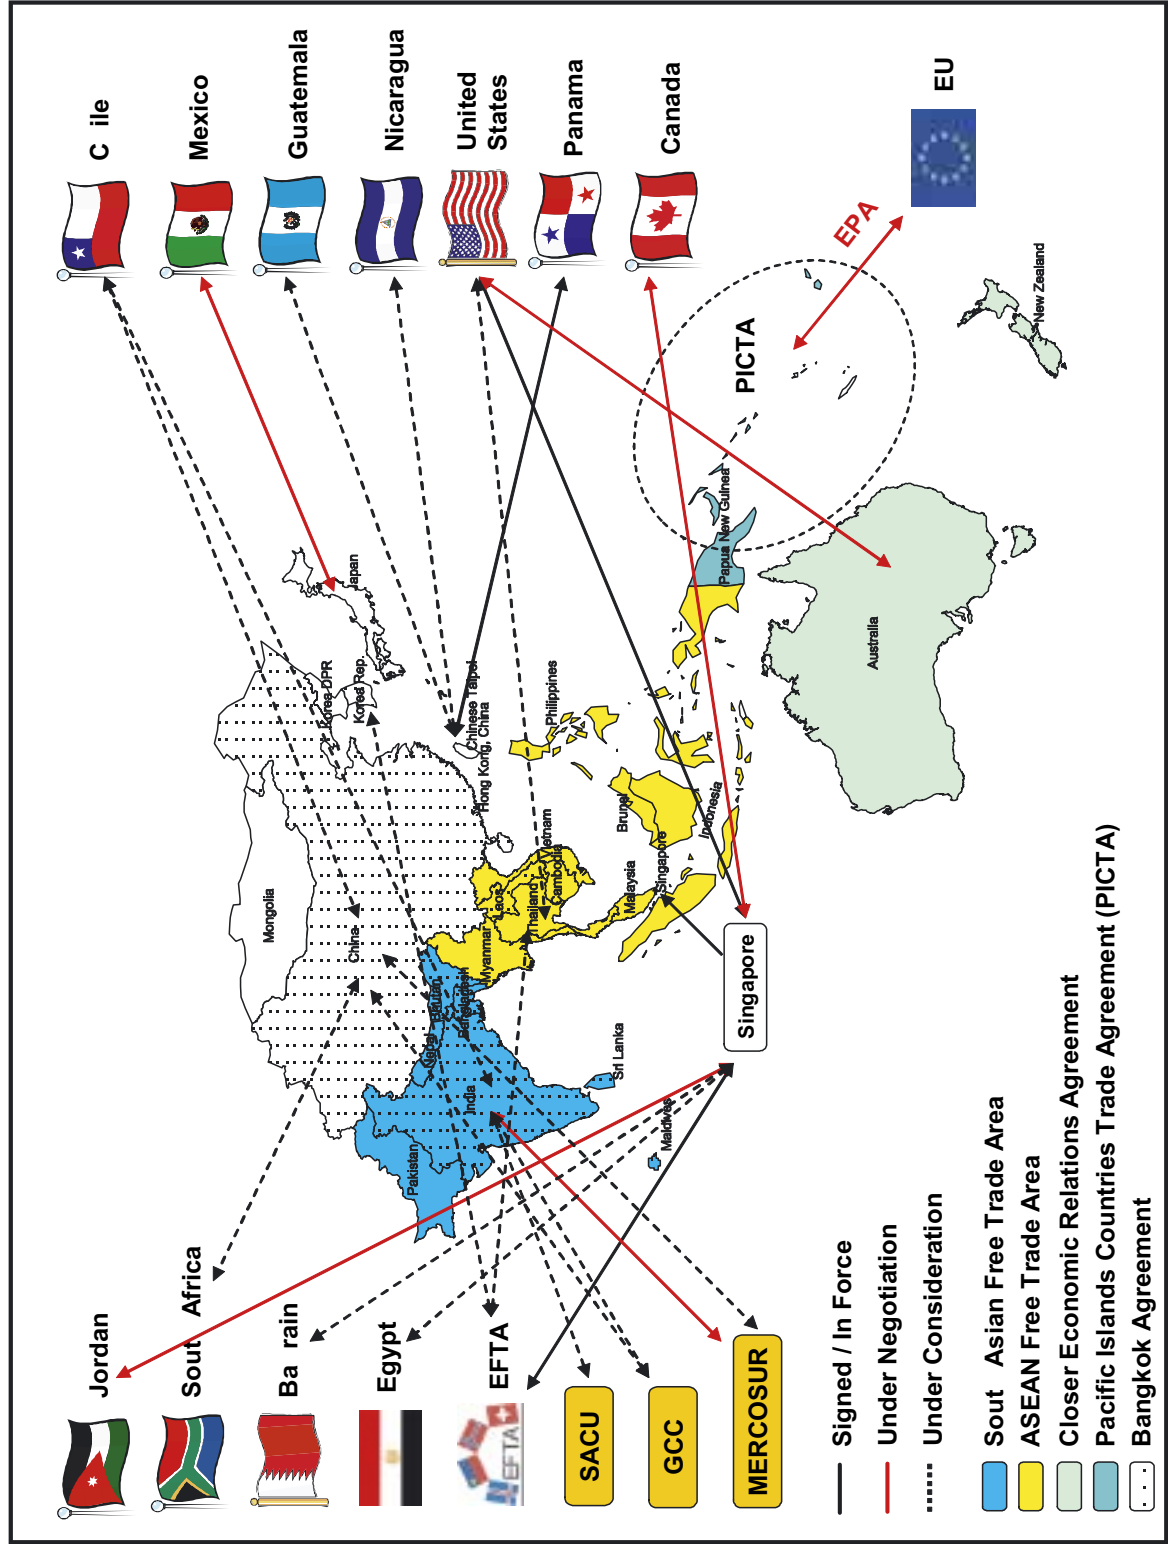 Jordan
Sout   Africa
Ba  rain
Egypt
EFTA
EFTA
SACU
GCC
MERCOSUR
C  ile
Mexico
Guatemala
Nicaragua
United
States
Panama
Canada
EU
EPA
PICTA
Mongolia
China
Korea DPR
Korea Rep.
Japan
Chinese Taipei
Hong Kong, China
Pakistan
Nepal
Bhutan
Bangladesh
India
Sri Lanka
Maldives
Myanmar
Laos
Thailand
Vietnam
Cambodia
Malaysia
Singapore
Brunei
Philippines
Indonesia
Papua New Guinea
Australia
New Zealand
Singapore
Signed / In Force
Under Negotiation
Under Consideration
Sout   Asian Free Trade Area
ASEAN Free Trade Area
Closer Economic Relations Agreement
Pacific Islands Countries Trade Agreement (PICTA)
Bangkok Agreement